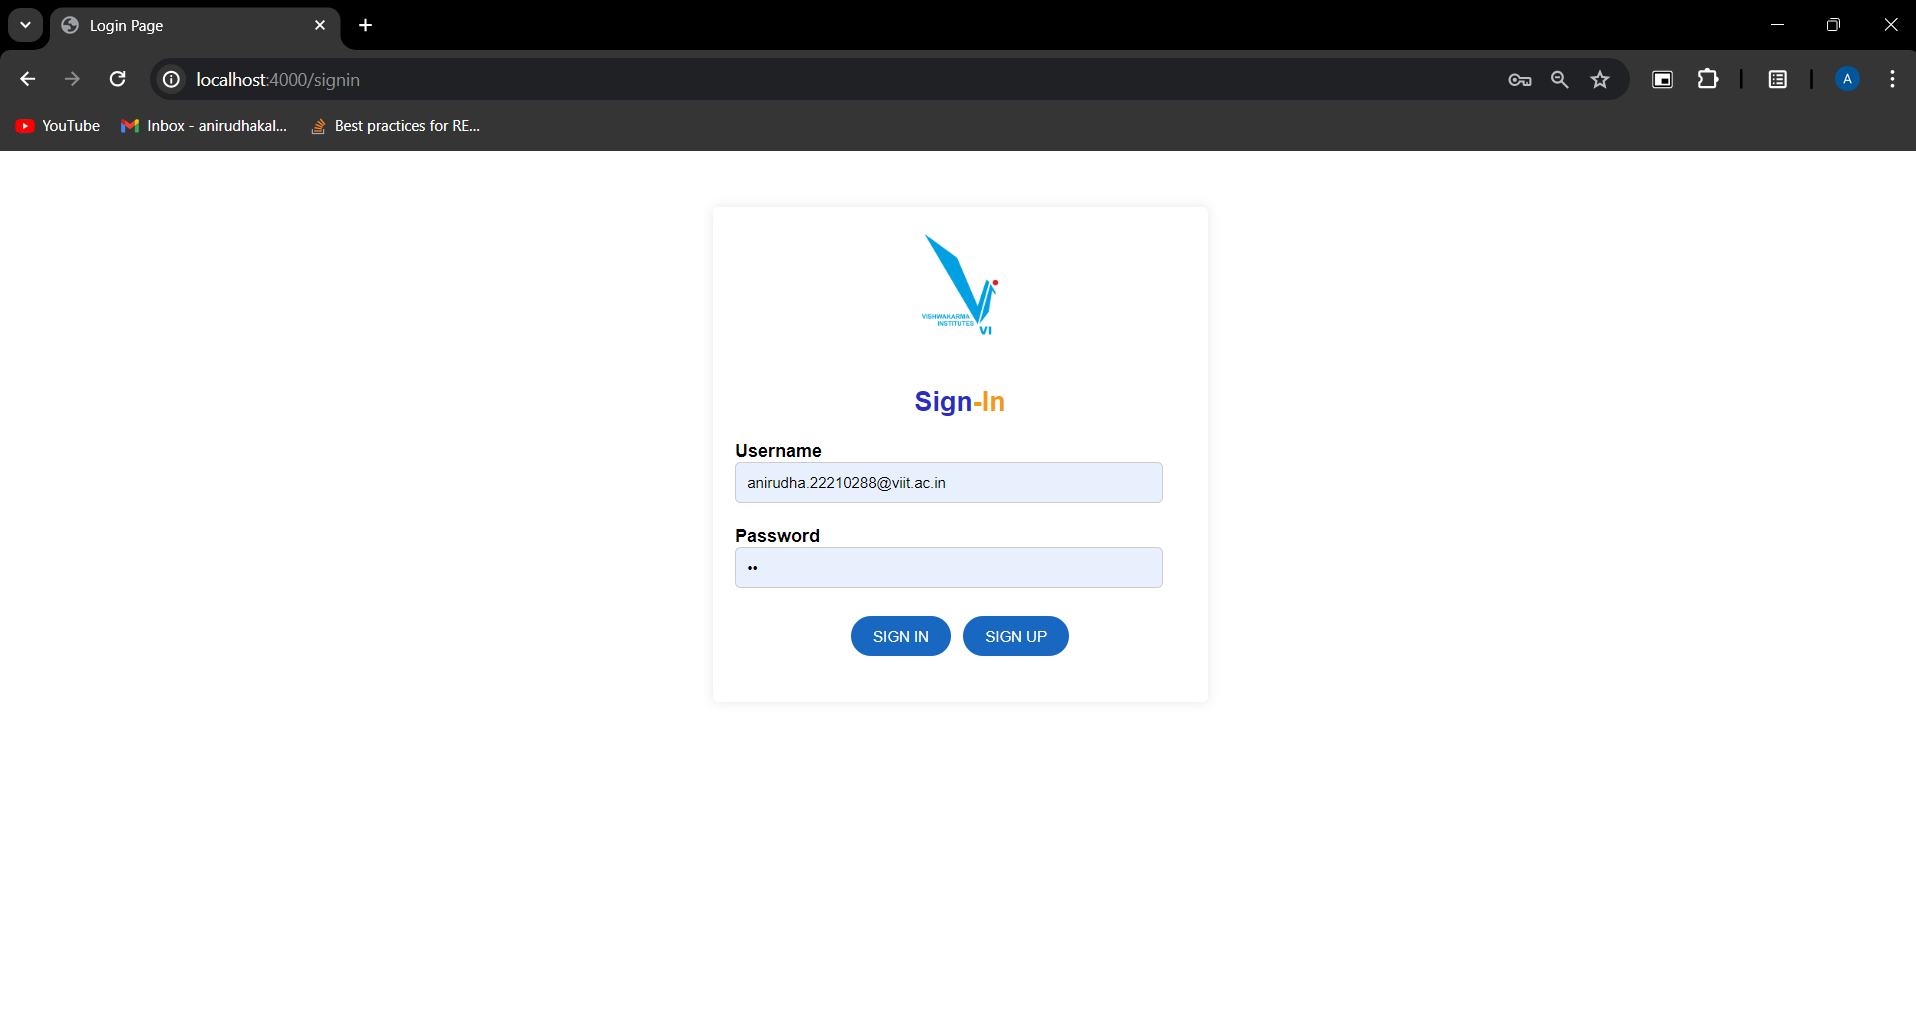 Login Page
localhost:4000/signin
A
YouTube
Inbox - anirudhakal...
Best practices for RE...
VISHWAKARMA
INSTITUTES
VI
Sign-In
Username
anirudha.22210288@viit.ac.in
Password
••
SIGN IN
SIGN UP